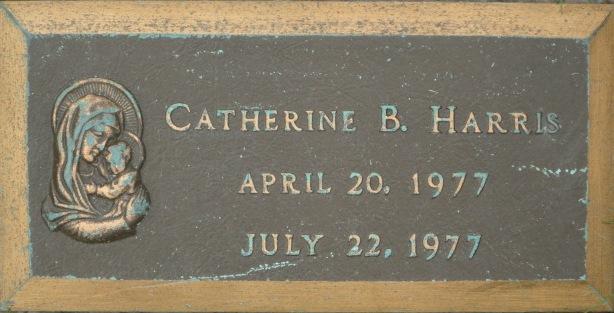 Catherine B. Harris
April 20, 1977
July 22, 1977